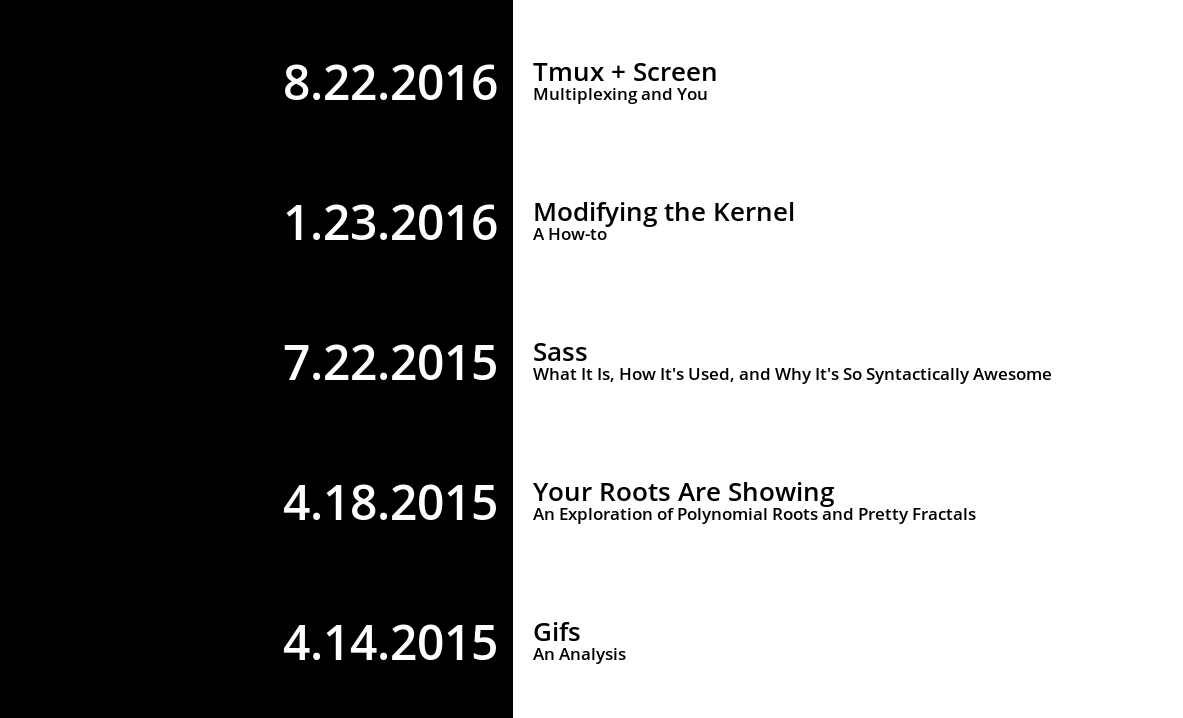 8.22.2016
Tmux + Screen
Multiplexing and You
1.23.2016
Modifying the Kernel
A How-to
7.22.2015
Sass
What It Is, How It's Used, and Why It's So Syntactically Awesome
4.18.2015
Your Roots Are Showing
An Exploration of Polynomial Roots and Pretty Fractals
4.14.2015
Gifs
An Analysis